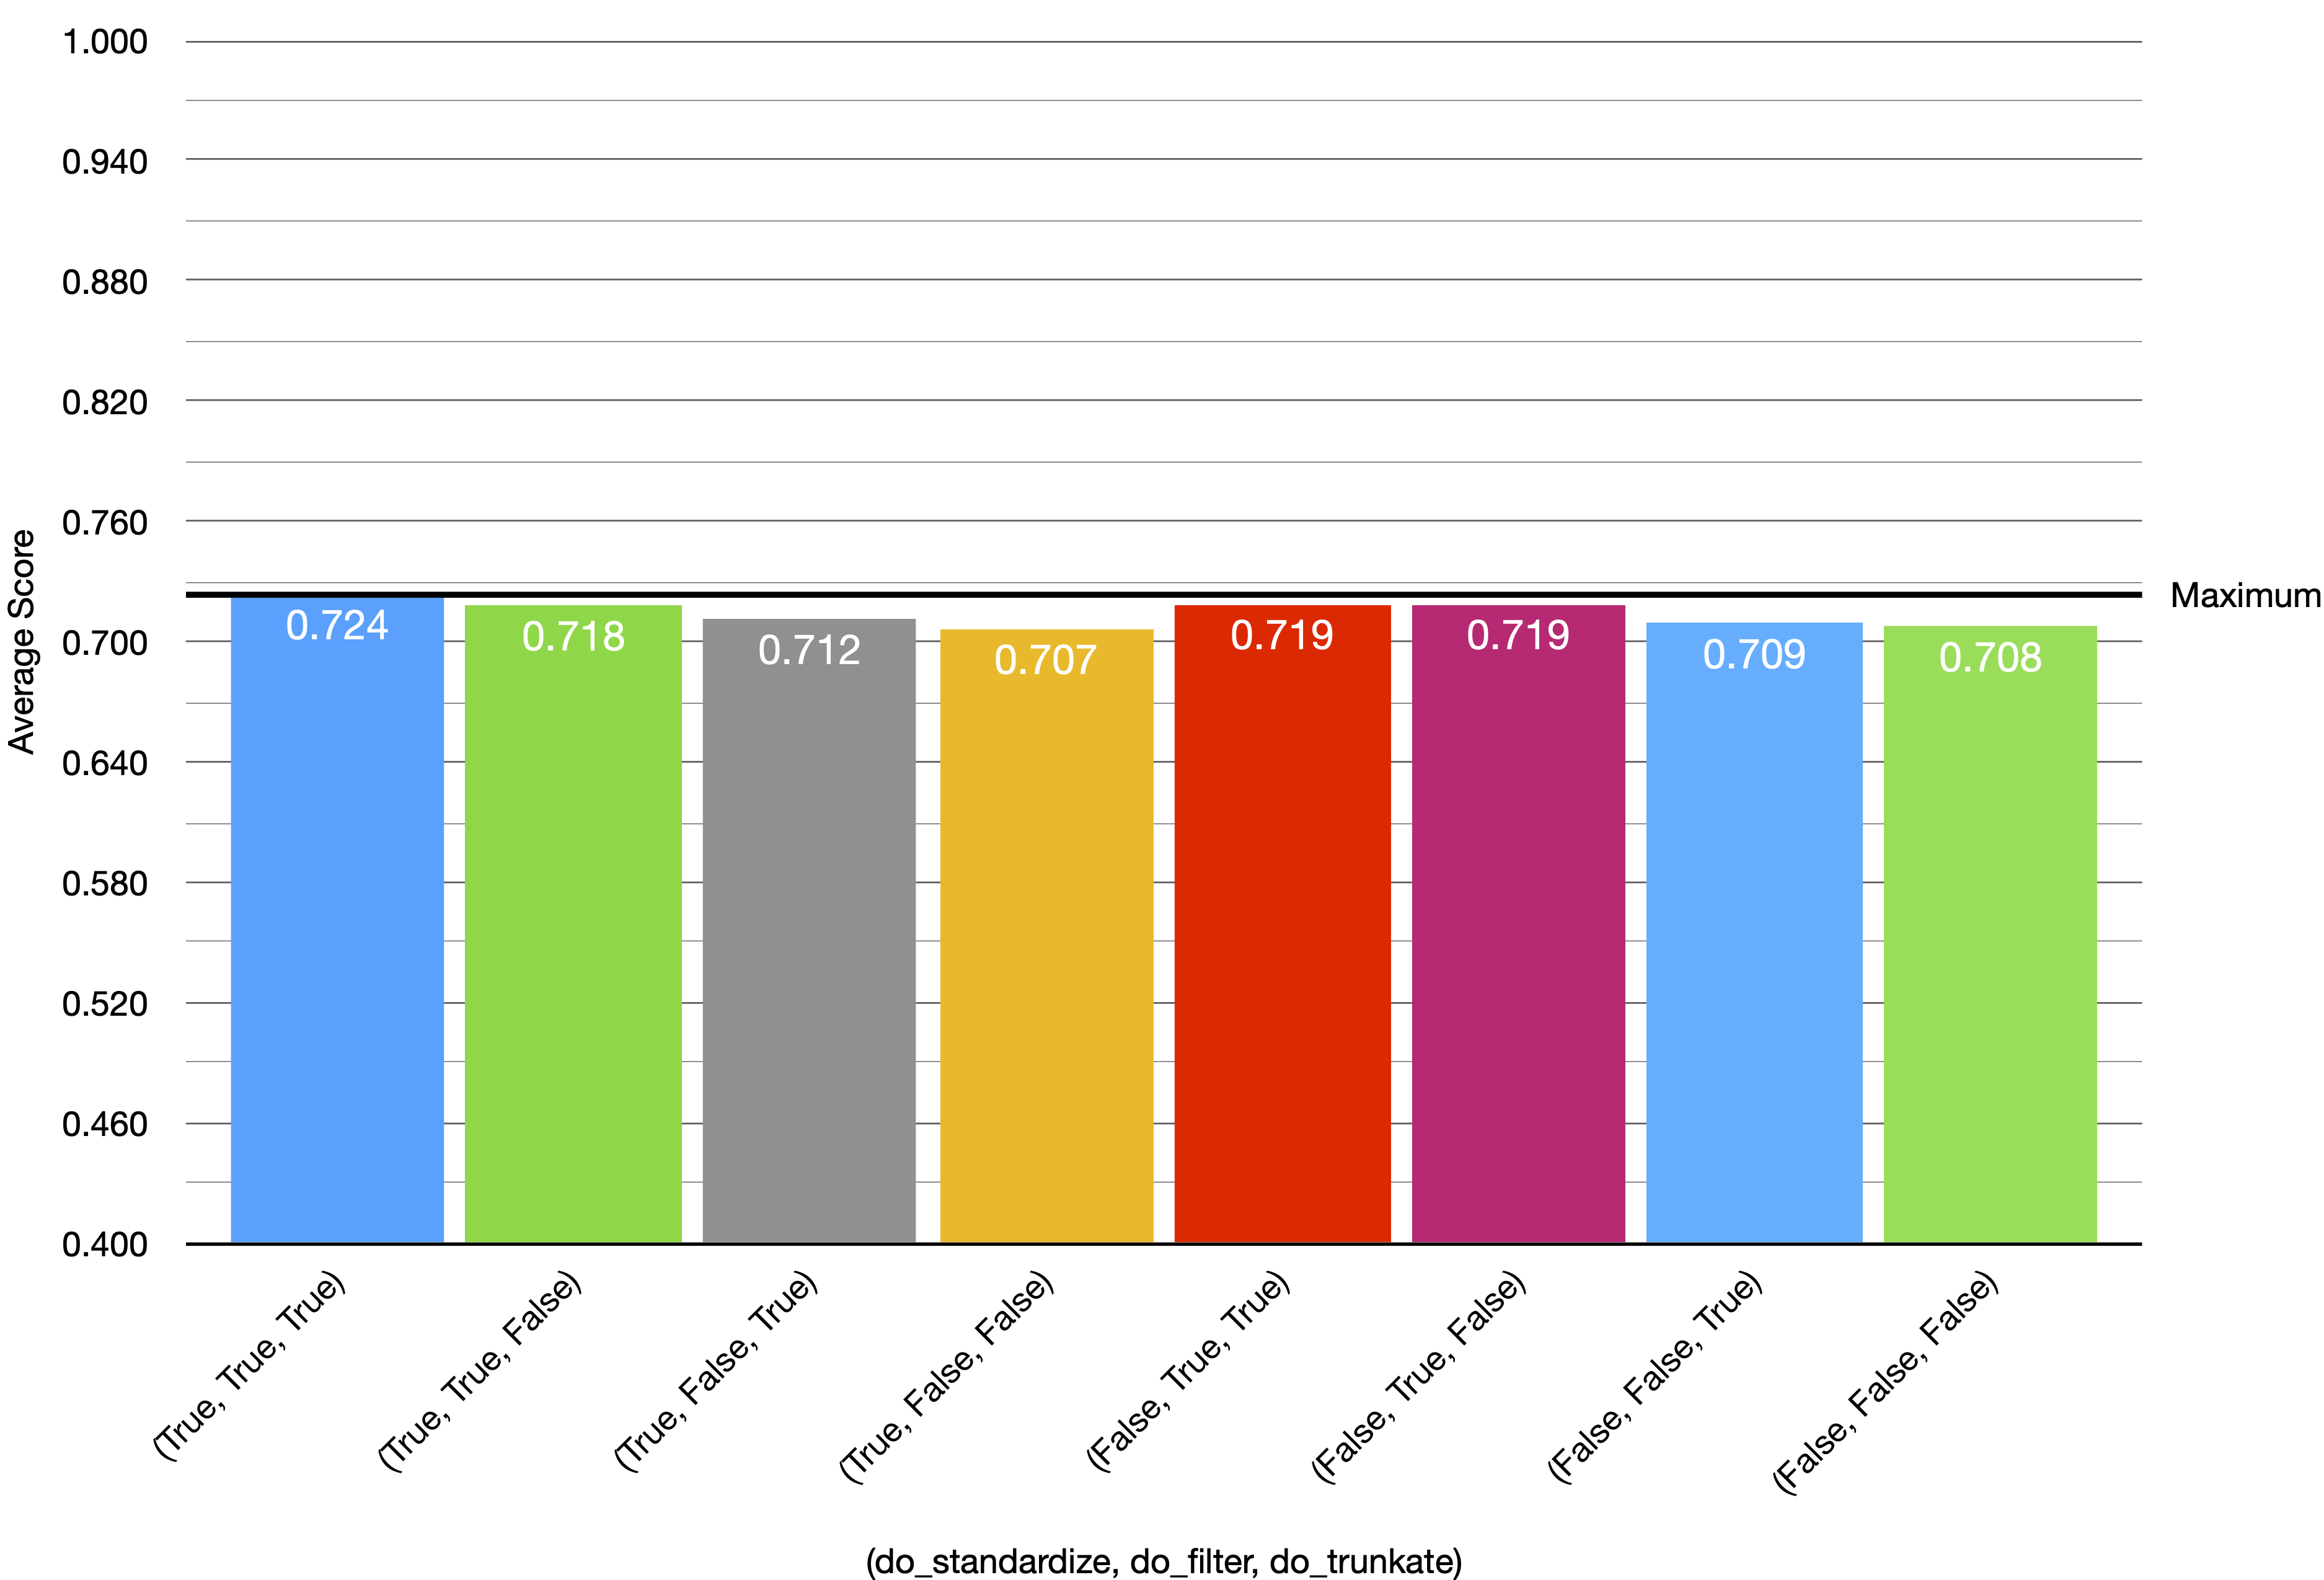 1.000
0.940
0.880
0.820
0.760
0.700
0.640
0.580
0.520
0.460
0.400
Average Score
Maximum
0.724
0.718
0.712
0.707
0.719
0.719
0.709
0.708
(True, True, True)
(True, True, False)
(True, False, True)
(True, False, False)
(False, True, True)
(False, True, False)
(False, False, True)
(False, False, False)
(do_standardize, do_filter, do_trunkate)